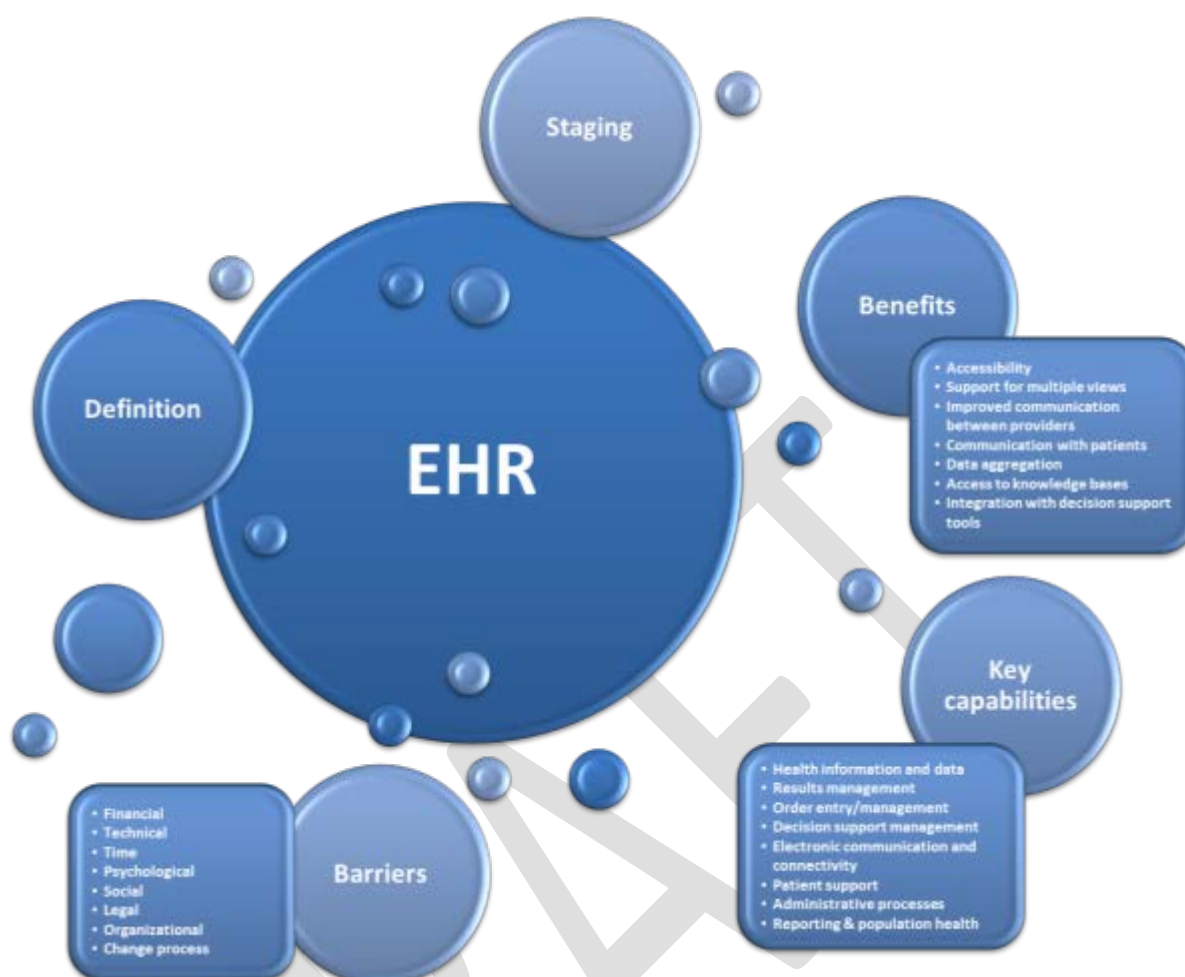 Staging
Benefits
• Accessibility
• Support for multiple views
• Improved communication
between providers
• Communication with patients
• Data aggregation
• Access to knowledge bases
• Integration with decision support
tools
Definition
EHR
Key
capabilities
• Health information and data
• Results management
• Order entry/management
• Decision support management
• Electronic communication and
connectivity
• Patient support
• Administrative processes
• Reporting & population health
Barriers
• Financial
• Technical
• Time
• Psychological
• Social
• Legal
• Organizational
• Change process